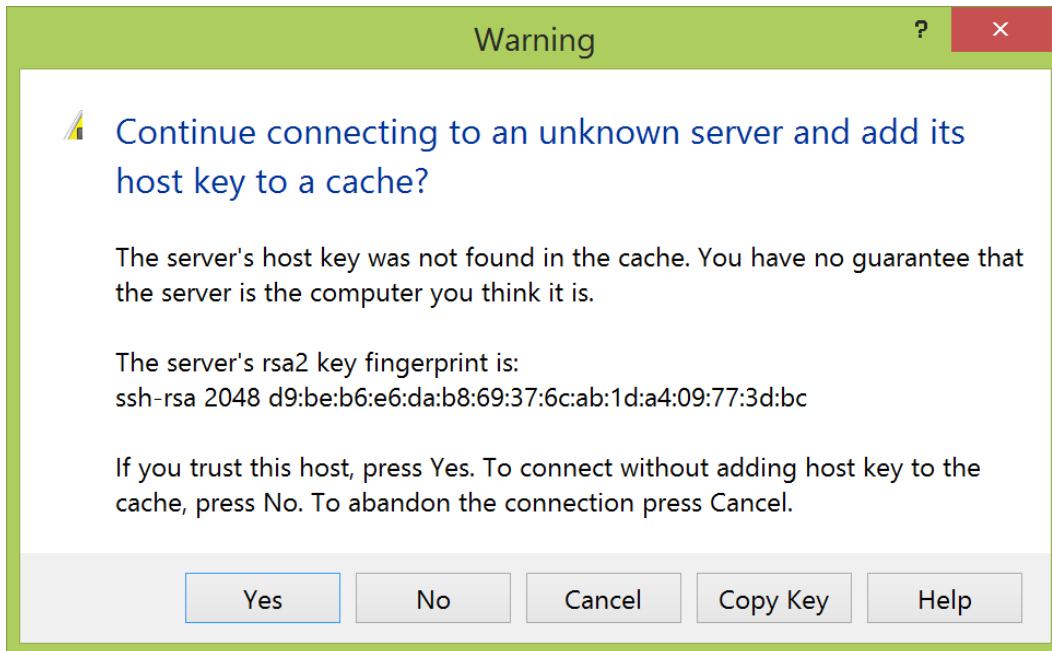 Warning
?
Continue connecting to an unknown server and add its
host key to a cache?
The server's host key was not found in the cache. You have no guarantee that
the server is the computer you think it is.
The server's rsa2 key fingerprint is:
ssh-rsa 2048 d9:be:b6:e6:da:b8:69:37:6c:ab:1d:a4:09:77:3d:bc
If you trust this host, press Yes. To connect without adding host key to the
cache, press No. To abandon the connection press Cancel.
Yes No Cancel Copy Key Help